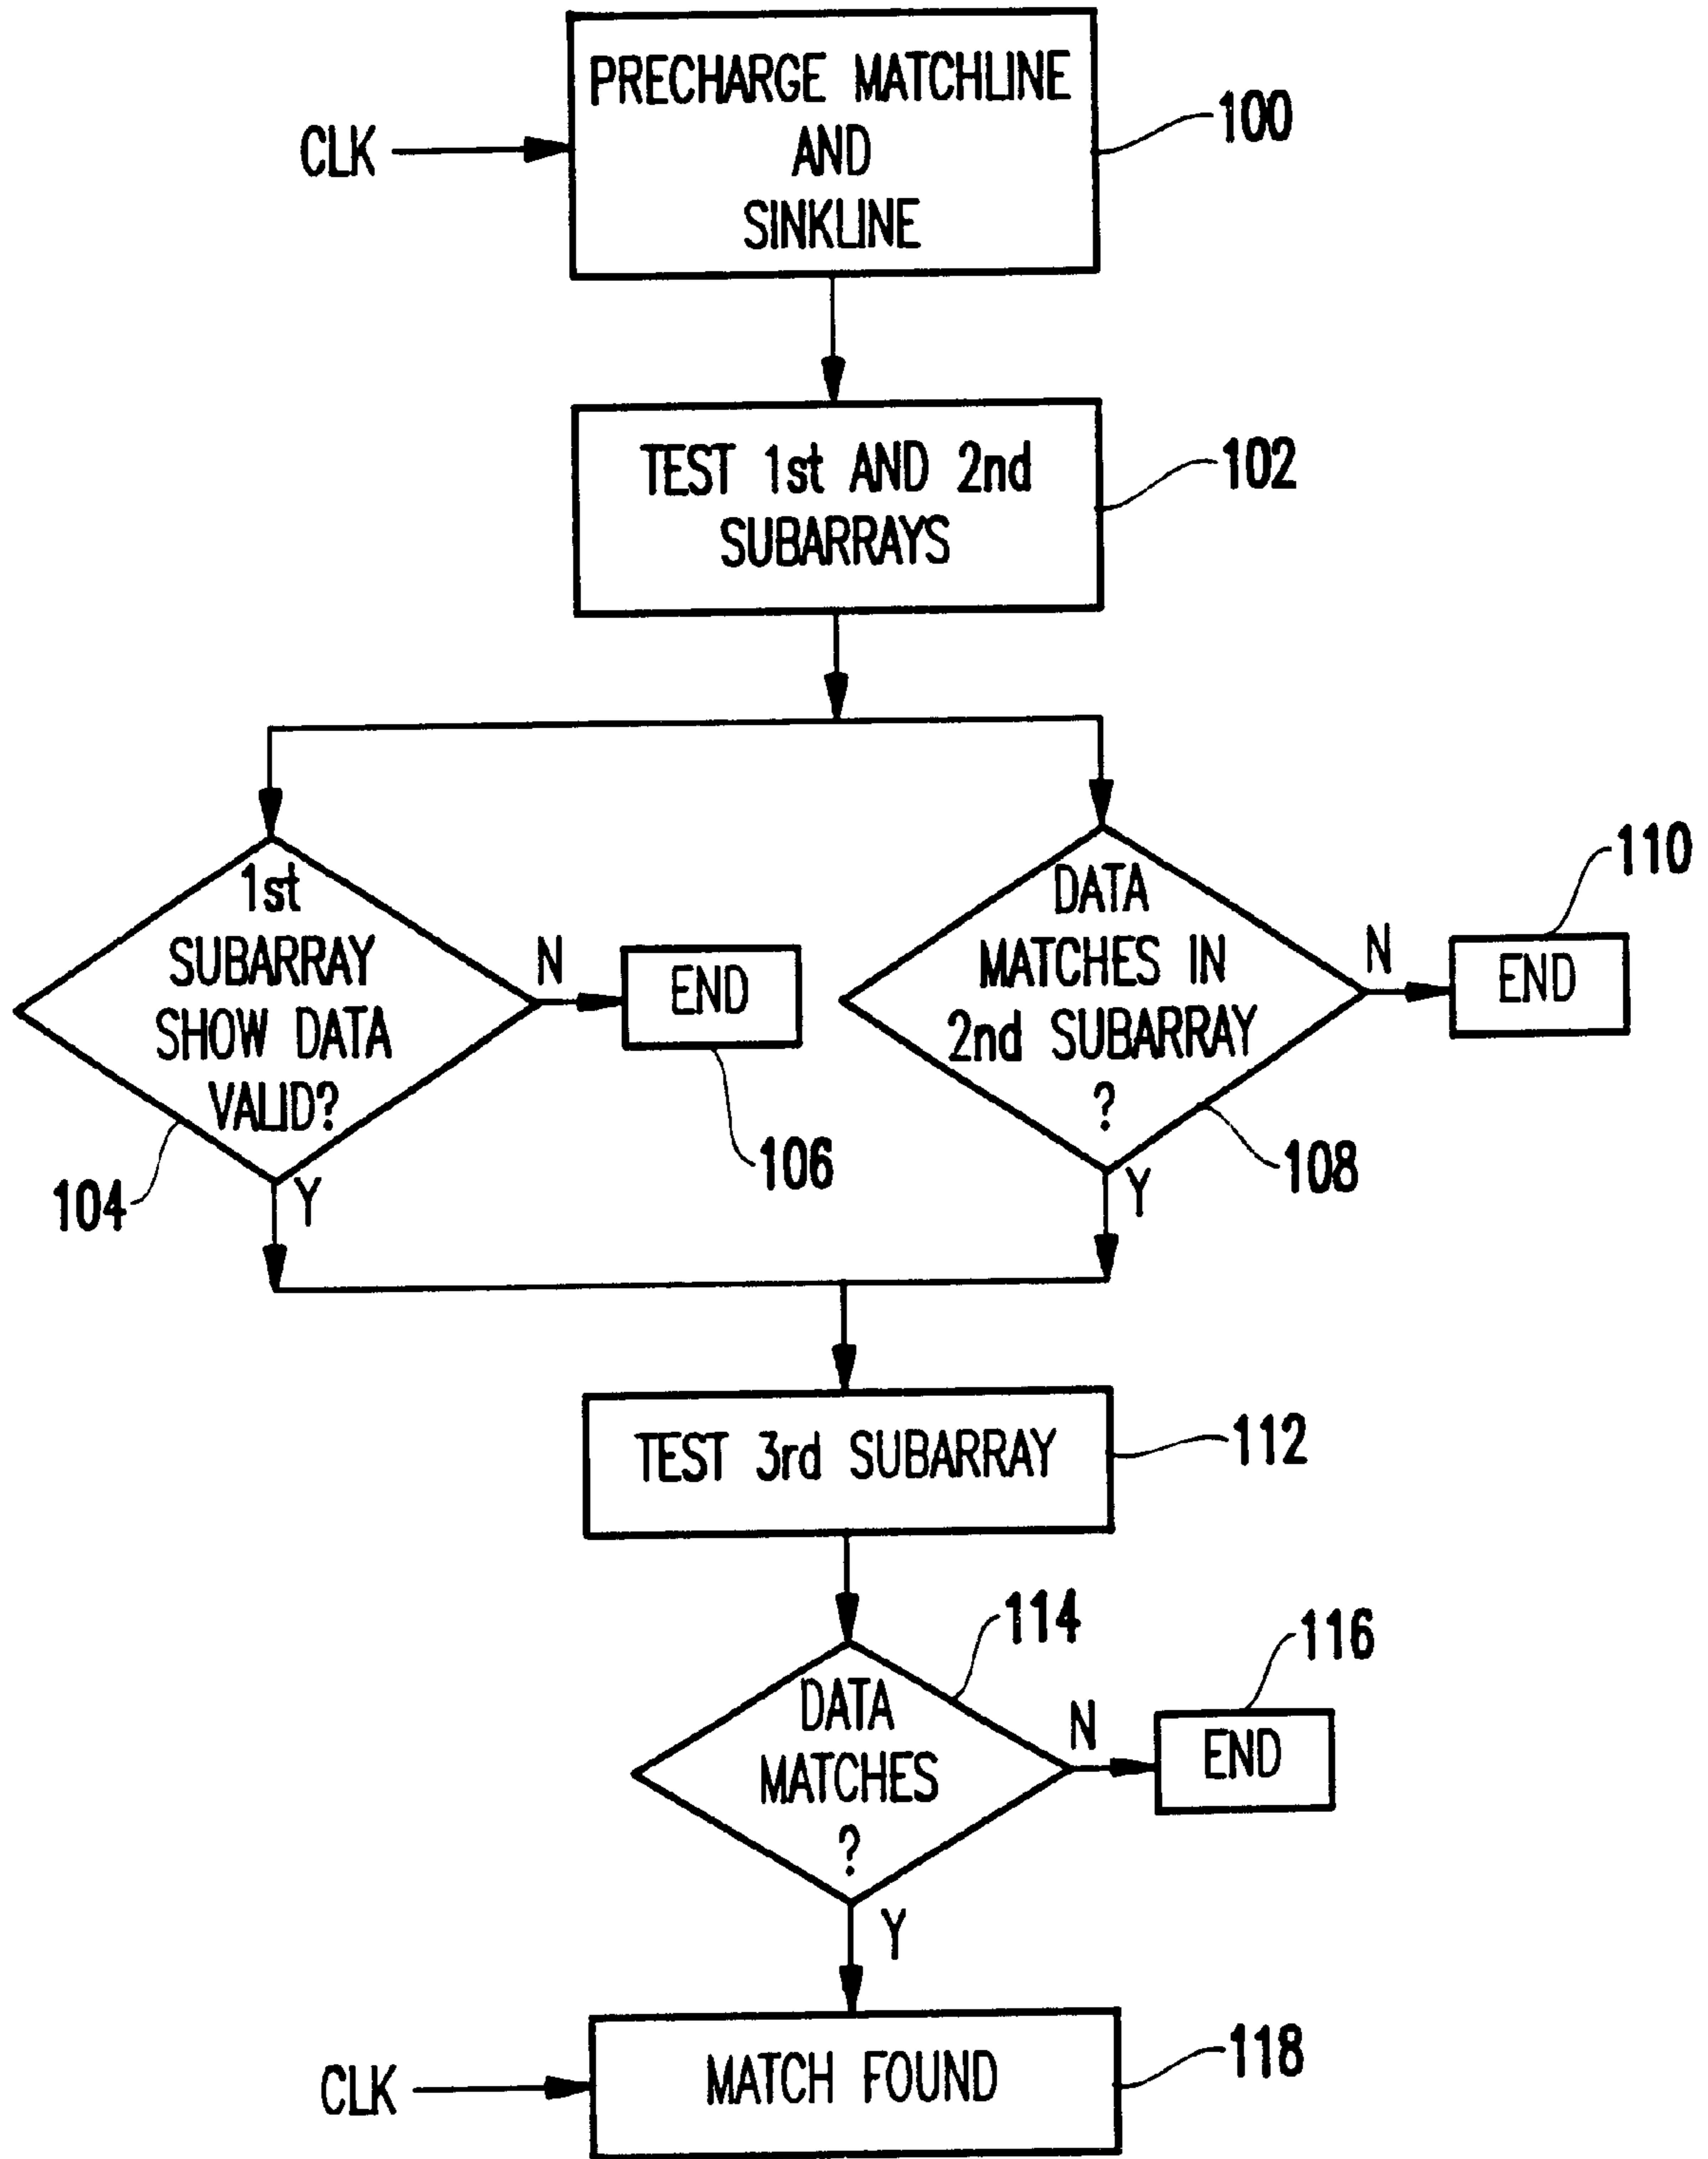 PRECHARGE MATCHLINE
AND
SINKLINE
CLK
100
TEST 1st AND 2nd
SUBARRAYS
102
1st
SUBARRAY
SHOW DATA
VALID?
104
N
END
106
Y
DATA
MATCHES IN
2nd SUBARRAY
?
108
N
END
110
Y
TEST 3rd SUBARRAY
112
DATA
MATCHES
?
114
N
END
116
Y
CLK
MATCH FOUND
118